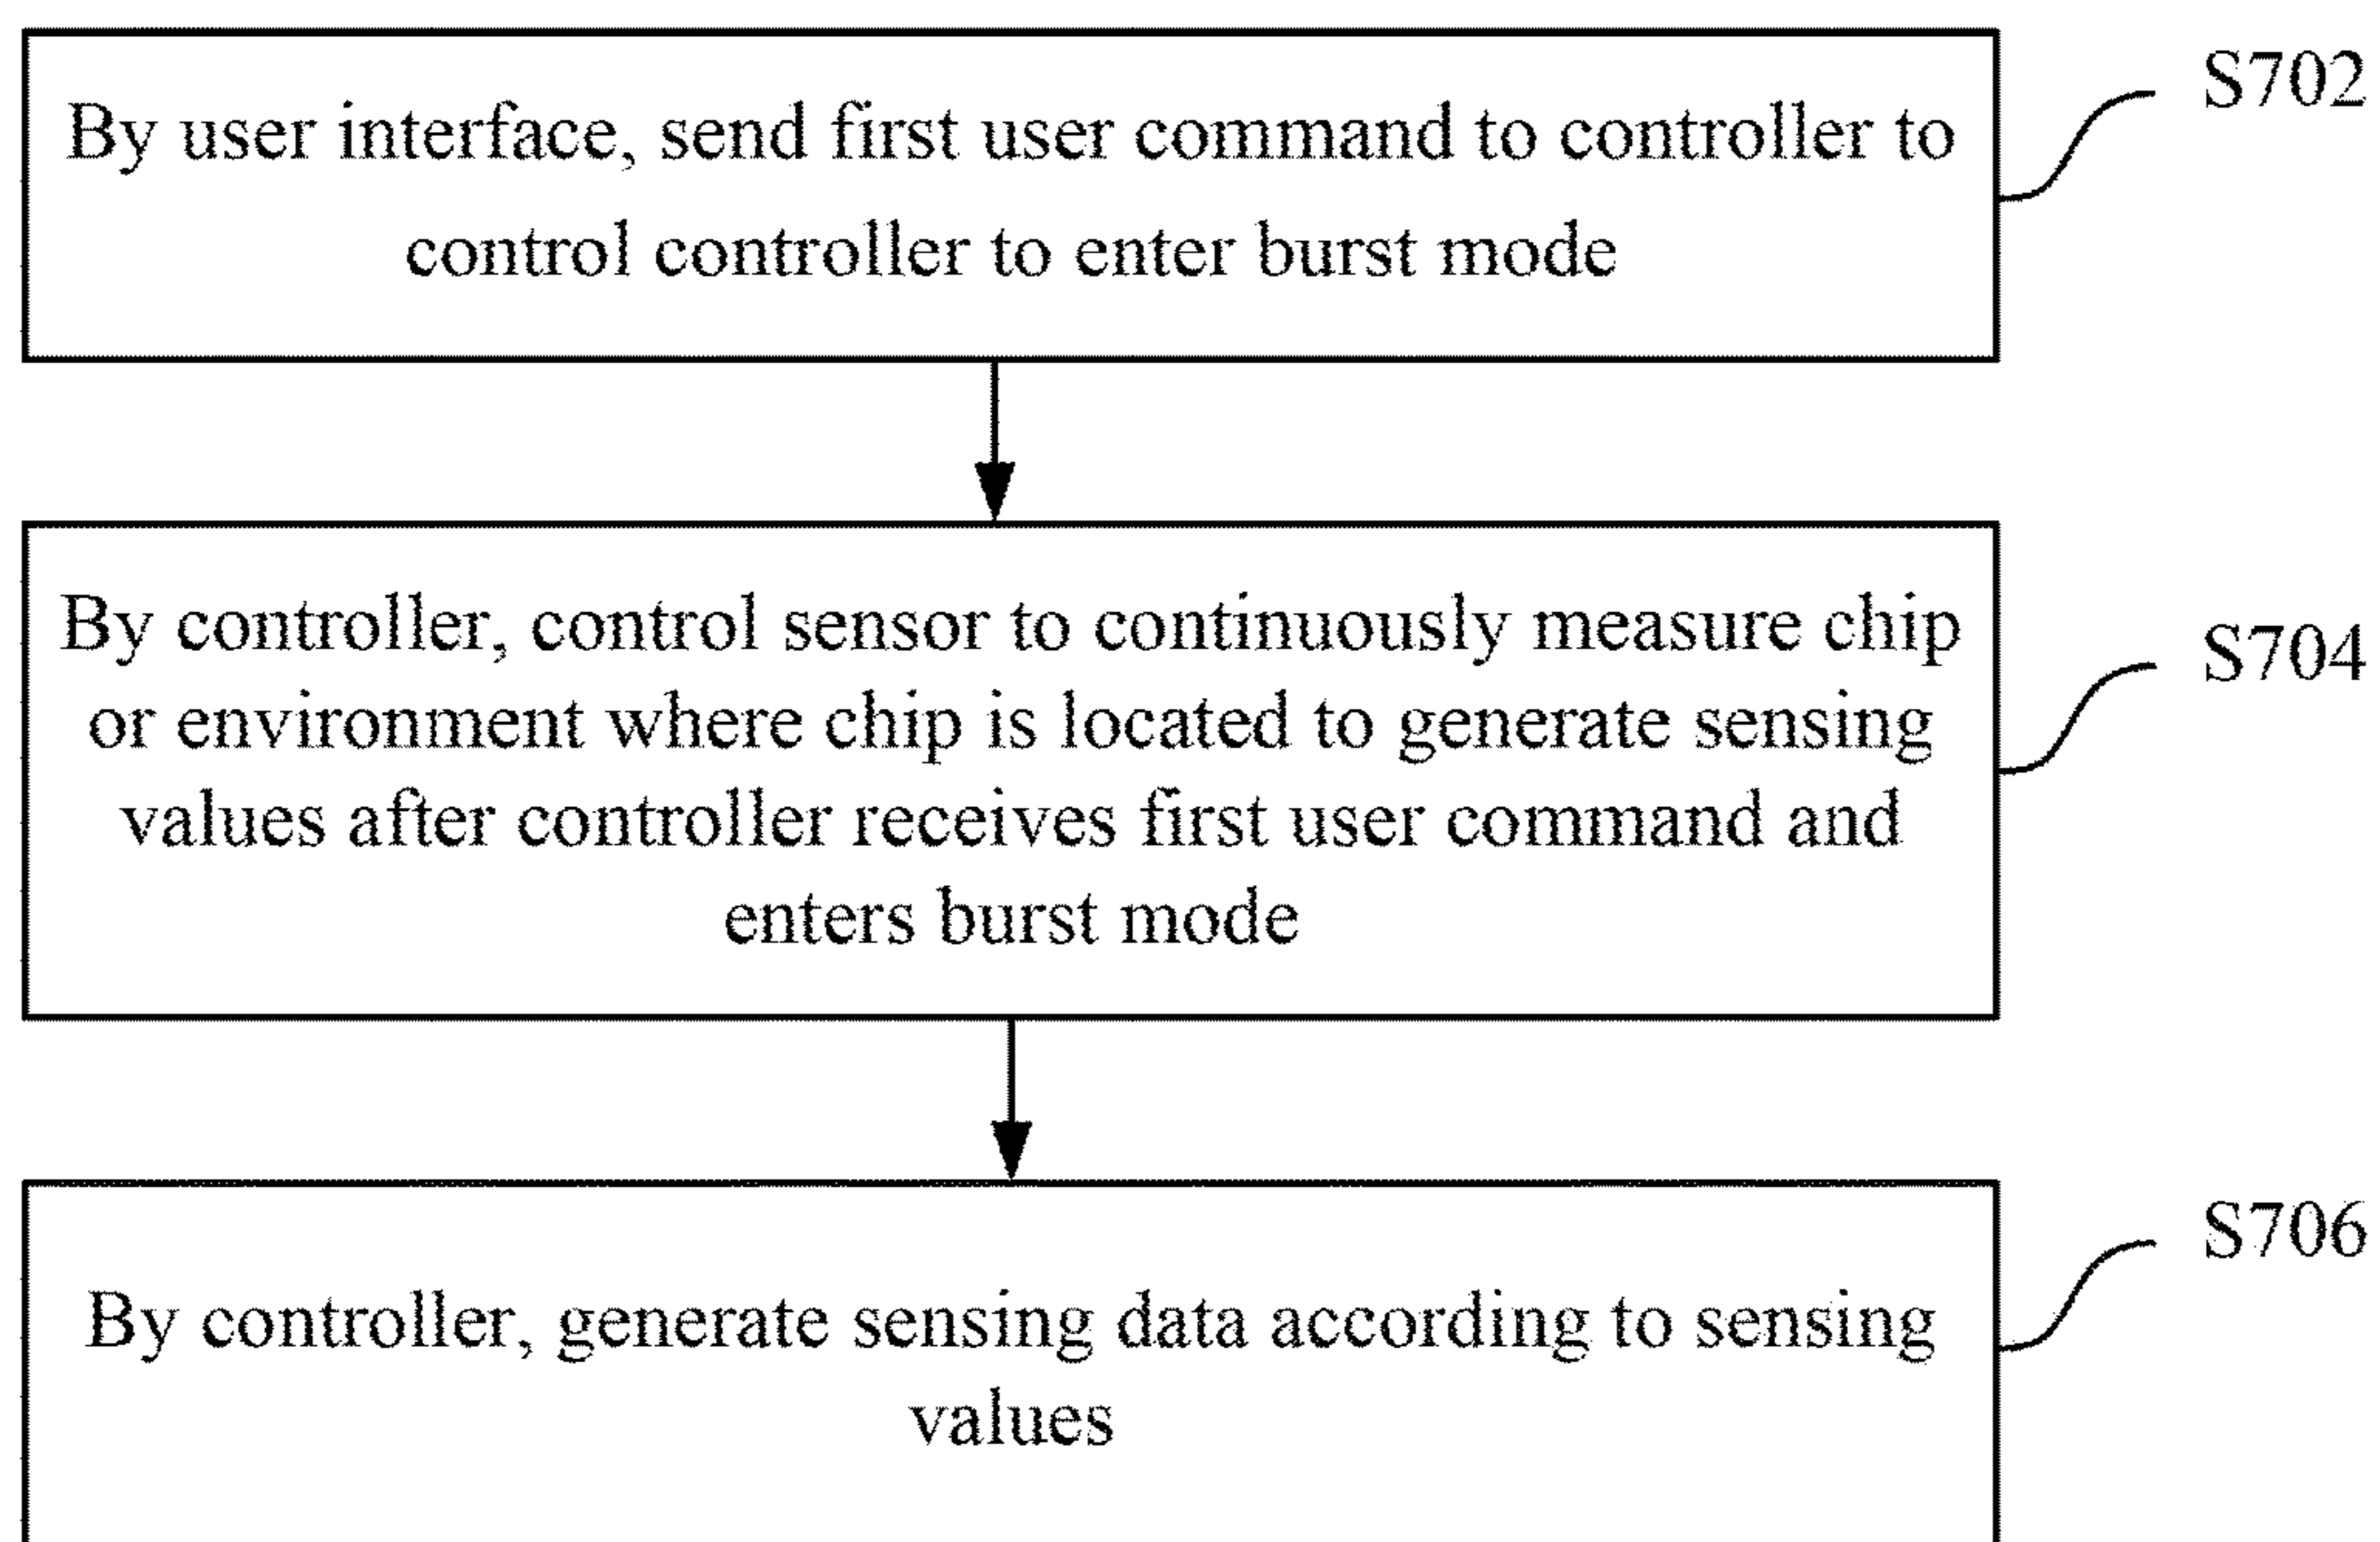 By user interface, send first user command to controller to
control controller to enter burst mode
S702
By controller, control sensor to continuously measure chip
or environment where chip is located to generate sensing
values after controller receives first user command and
enters burst mode
S704
By controller, generate sensing data according to sensing
values
S706